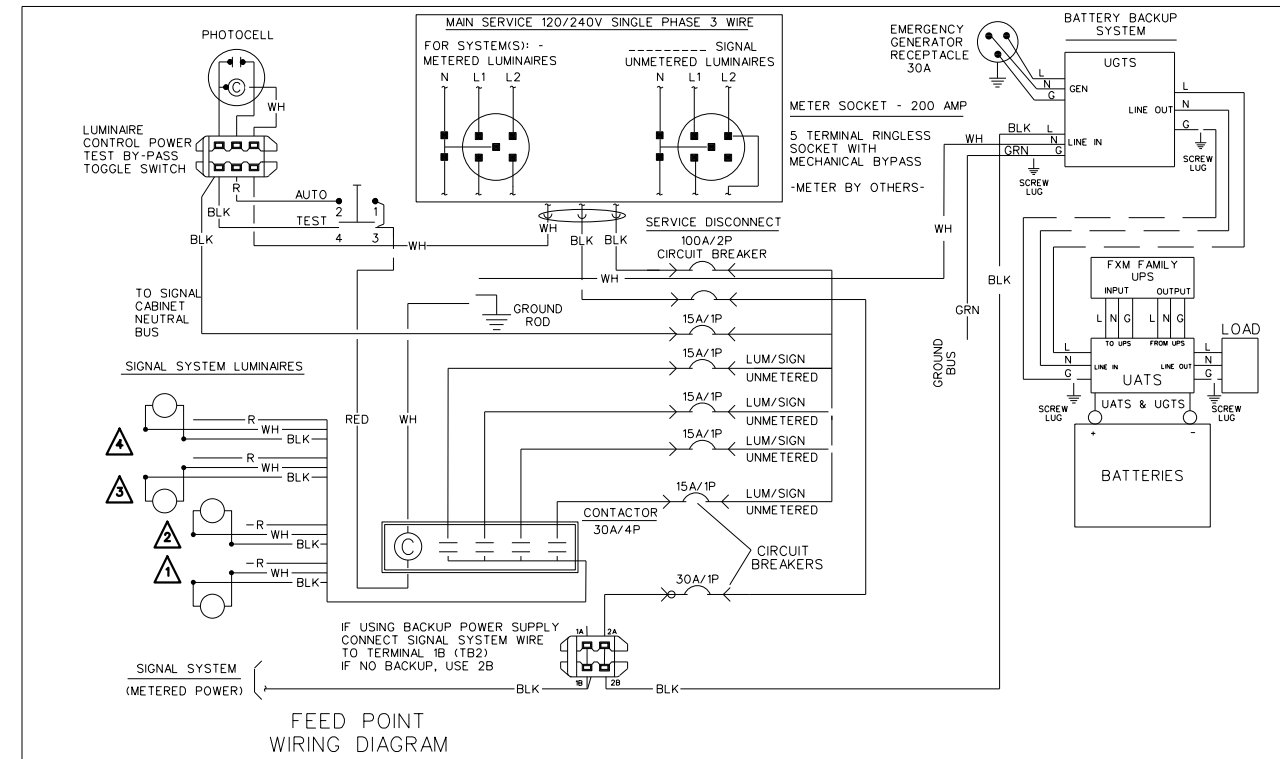 PHOTOCELL
C
WH
LUMINAIRE
CONTROL POWER
TEST BY-PASS
TOGGLE SWITCH
R
BLK
BLK
AUTO
TEST
2
1
4
3
WH
MAIN SERVICE 120/240V SINGLE PHASE 3 WIRE
FOR SYSTEM(S): -
METERED LUMINAIRES
N L1 L2
__________ SIGNAL
UNMETERED LUMINAIRES
N L1 L2
METER SOCKET - 200 AMP
5 TERMINAL RINGLESS
SOCKET WITH
MECHANICAL BYPASS
-METER BY OTHERS-
EMERGENCY
GENERATOR
RECEPTACLE
30A
BATTERY BACKUP
SYSTEM
UGTS
L
N
G
GEN
LINE OUT
L
N
G
BLK L
WH N
GRN G
LINE IN
SCREW
LUG
SCREW
LUG
WH
BLK
BLK
SERVICE DISCONNECT
100A/2P
CIRCUIT BREAKER
WH
WH
BLK
GRN
GROUND
BUS
TO SIGNAL
CABINET
NEUTRAL
BUS
GROUND
ROD
15A/1P
15A/1P
LUM/SIGN
UNMETERED
15A/1P
LUM/SIGN
UNMETERED
15A/1P
LUM/SIGN
UNMETERED
15A/1P
LUM/SIGN
UNMETERED
FXM FAMILY
UPS
INPUT OUTPUT
L N G L N G
TO UPS FROM UPS
L
N
G
LINE IN
LINE OUT
UATS
L
N
G
LOAD
SCREW
LUG
UATS & UGTS
SCREW
LUG
+ -
BATTERIES
SIGNAL SYSTEM LUMINAIRES
RED
WH
4
R
WH
BLK
3
R
WH
BLK
2
R
WH
BLK
1
R
WH
BLK
CONTACTOR
30A/4P
C
CIRCUIT
BREAKERS
30A/1P
IF USING BACKUP POWER SUPPLY
CONNECT SIGNAL SYSTEM WIRE
TO TERMINAL 1B (TB2)
IF NO BACKUP, USE 2B
1A 2A
1B 2B
SIGNAL SYSTEM
(METERED POWER)
BLK
BLK
FEED POINT
WIRING DIAGRAM